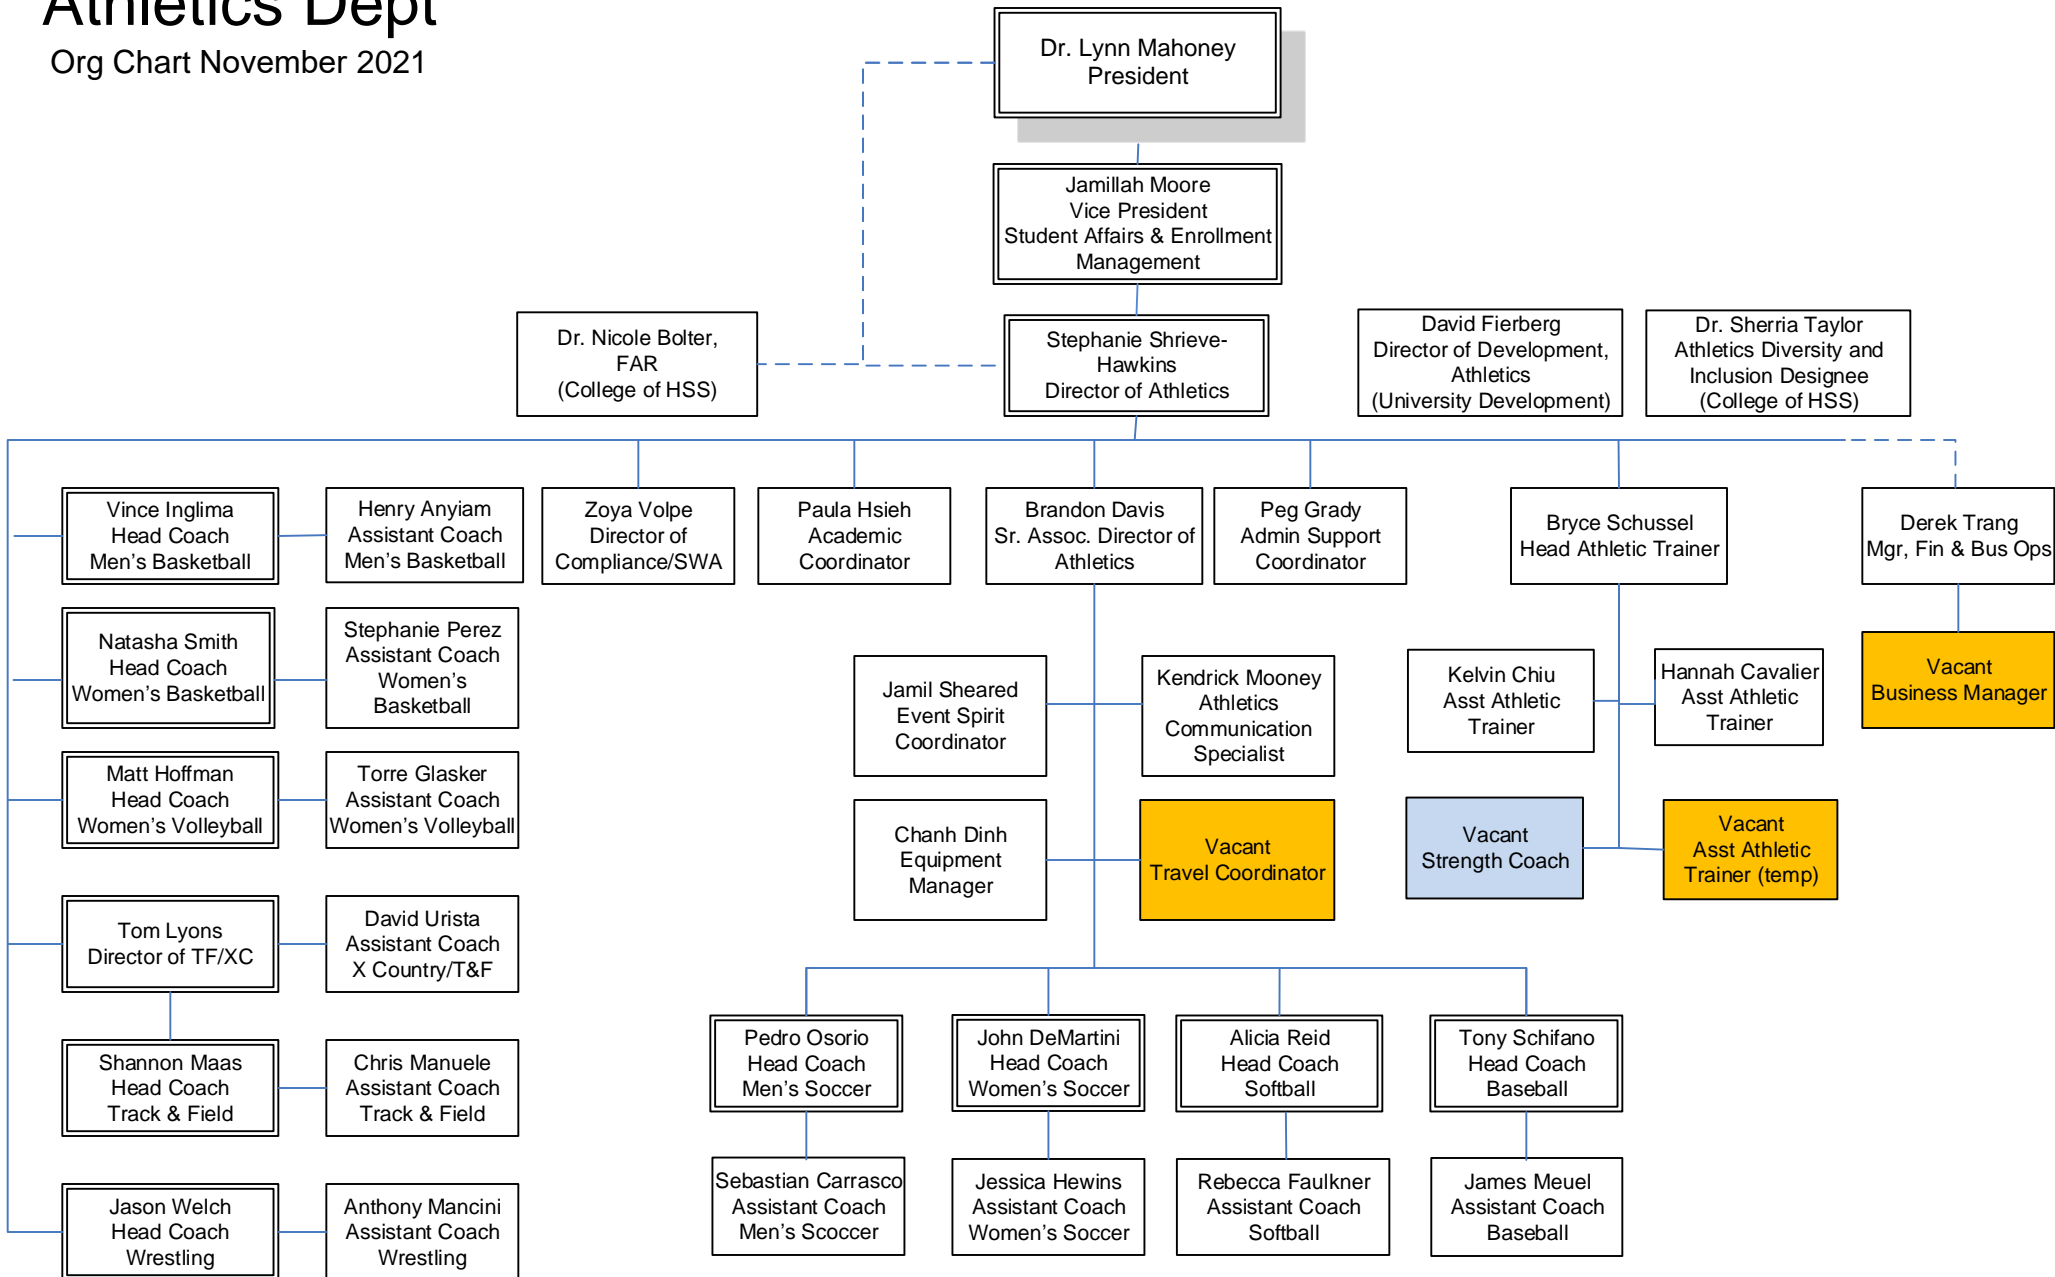 Athletics Dept
Org Chart November 2021
Dr. Lynn Mahoney
President
Jamillah Moore
Vice President
Student Affairs & Enrollment
Management
Dr. Nicole Bolter,
FAR
(College of HSS)
Stephanie Shrieve-
Hawkins
Director of Athletics
David Fierberg
Director of Development,
Athletics
(University Development)
Dr. Sherria Taylor
Athletics Diversity and
Inclusion Designee
(College of HSS)
Vince Inglima
Head Coach
Men's Basketball
Henry Anyiam
Assistant Coach
Men's Basketball
Zoya Volpe
Director of
Compliance/SWA
Paula Hsieh
Academic
Coordinator
Brandon Davis
Sr. Assoc. Director of
Athletics
Peg Grady
Admin Support
Coordinator
Bryce Schussel
Head Athletic Trainer
Derek Trang
Mgr, Fin & Bus Ops
Natasha Smith
Head Coach
Women's Basketball
Stephanie Perez
Assistant Coach
Women's
Basketball
Jamil Sheared
Event Spirit
Coordinator
Kendrick Mooney
Athletics
Communication
Specialist
Kelvin Chiu
Asst Athletic
Trainer
Hannah Cavalier
Asst Athletic
Trainer
Vacant
Business Manager
Matt Hoffman
Head Coach
Women's Volleyball
Torre Glasker
Assistant Coach
Women's Volleyball
Chanh Dinh
Equipment
Manager
Vacant
Travel Coordinator
Vacant
Strength Coach
Vacant
Asst Athletic
Trainer (temp)
Tom Lyons
Director of TF/XC
David Urista
Assistant Coach
X Country/T&F
Shannon Maas
Head Coach
Track & Field
Chris Manuele
Assistant Coach
Track & Field
Pedro Osorio
Head Coach
Men's Soccer
John DeMartini
Head Coach
Women's Soccer
Alicia Reid
Head Coach
Softball
Tony Schifano
Head Coach
Baseball
Jason Welch
Head Coach
Wrestling
Anthony Mancini
Assistant Coach
Wrestling
Sebastian Carrasco
Assistant Coach
Men's Scoccer
Jessica Hewins
Assistant Coach
Women's Soccer
Rebecca Faulkner
Assistant Coach
Softball
James Meuel
Assistant Coach
Baseball